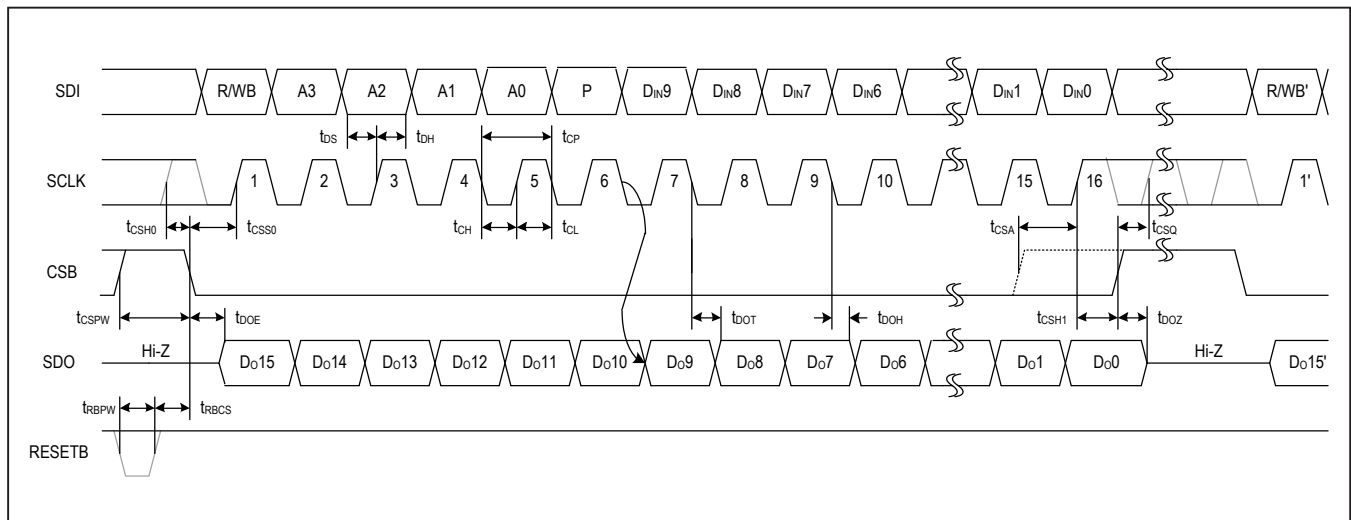 SDI R/WB A3 A2 A1 A0 P DIN9 DIN8 DIN7 DIN6 DIN1 DIN0 R/WB'
tDS tDH tCP
SCLK 1 2 3 4 5 6 7 8 9 10 15 16 1'
tCSH0 tCSS0 tCH tCL tCSA tCSQ
CSB
tCSPW tDOE tDOT tDOH tCSH1 tDOZ
SDO Hi-Z DO15 DO14 DO13 DO12 DO11 DO10 DO9 DO8 DO7 DO6 DO1 DO0 Hi-Z DO15'
tRBPW tRBCS
RESETB